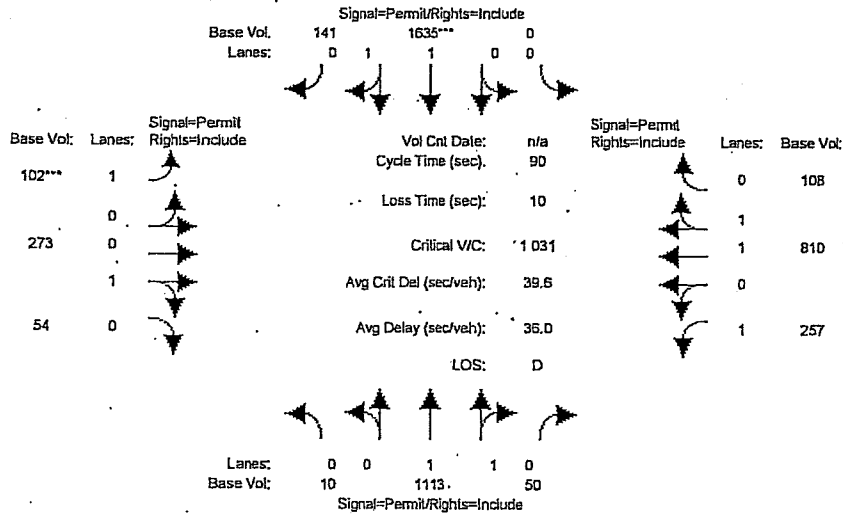 Signal=Permit/Rights=Include
Base Vol. 141 1635*** 0
Lanes: 0 1 1 0 0
Signal=Permit
Base Vol: Lanes: Rights=Include
102*** 1
0
273 0
1
54 0
Vol Cnt Date: n/a
Cycle Time (sec). 90
Loss Time (sec): 10
Critical V/C: 1 031
Avg Crit Del (sec/veh): 39.6
Avg Delay (sec/veh): 36.0
LOS: D
Signal=Permit
Rights=Include Lanes: Base Vol:
0 108
1
1 810
0
1 257
Lanes: 0 0 1 1 0
Base Vol: 10 1113. 50
Signal=Permit/Rights=Include